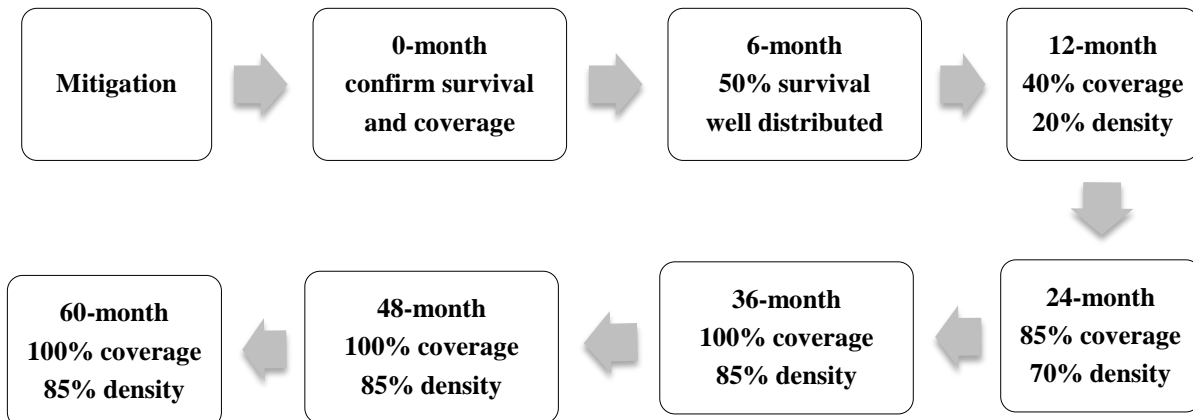 Mitigation
0-month
confirm survival
and coverage
6-month
50% survival
well distributed
12-month
40% coverage
20% density
24-month
85% coverage
70% density
36-month
100% coverage
85% density
48-month
100% coverage
85% density
60-month
100% coverage
85% density